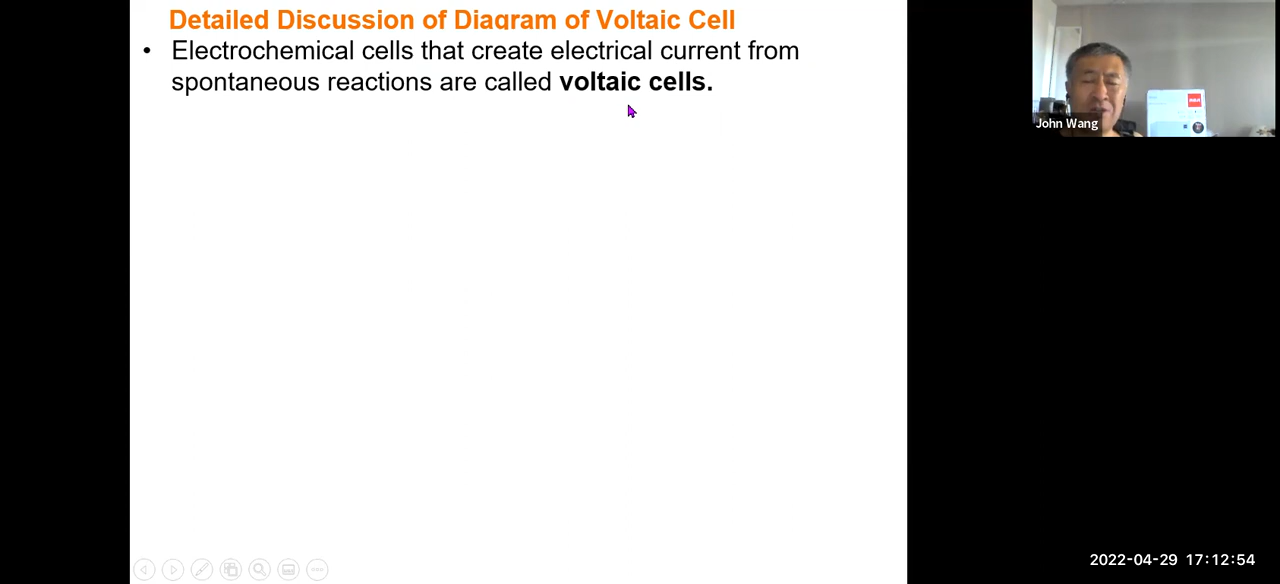 Detailed Discussion of Diagram of Voltaic Cell
• Electrochemical cells that create electrical current from
spontaneous reactions are called voltaic cells.
John Wang
2022-04-29 17:12:54